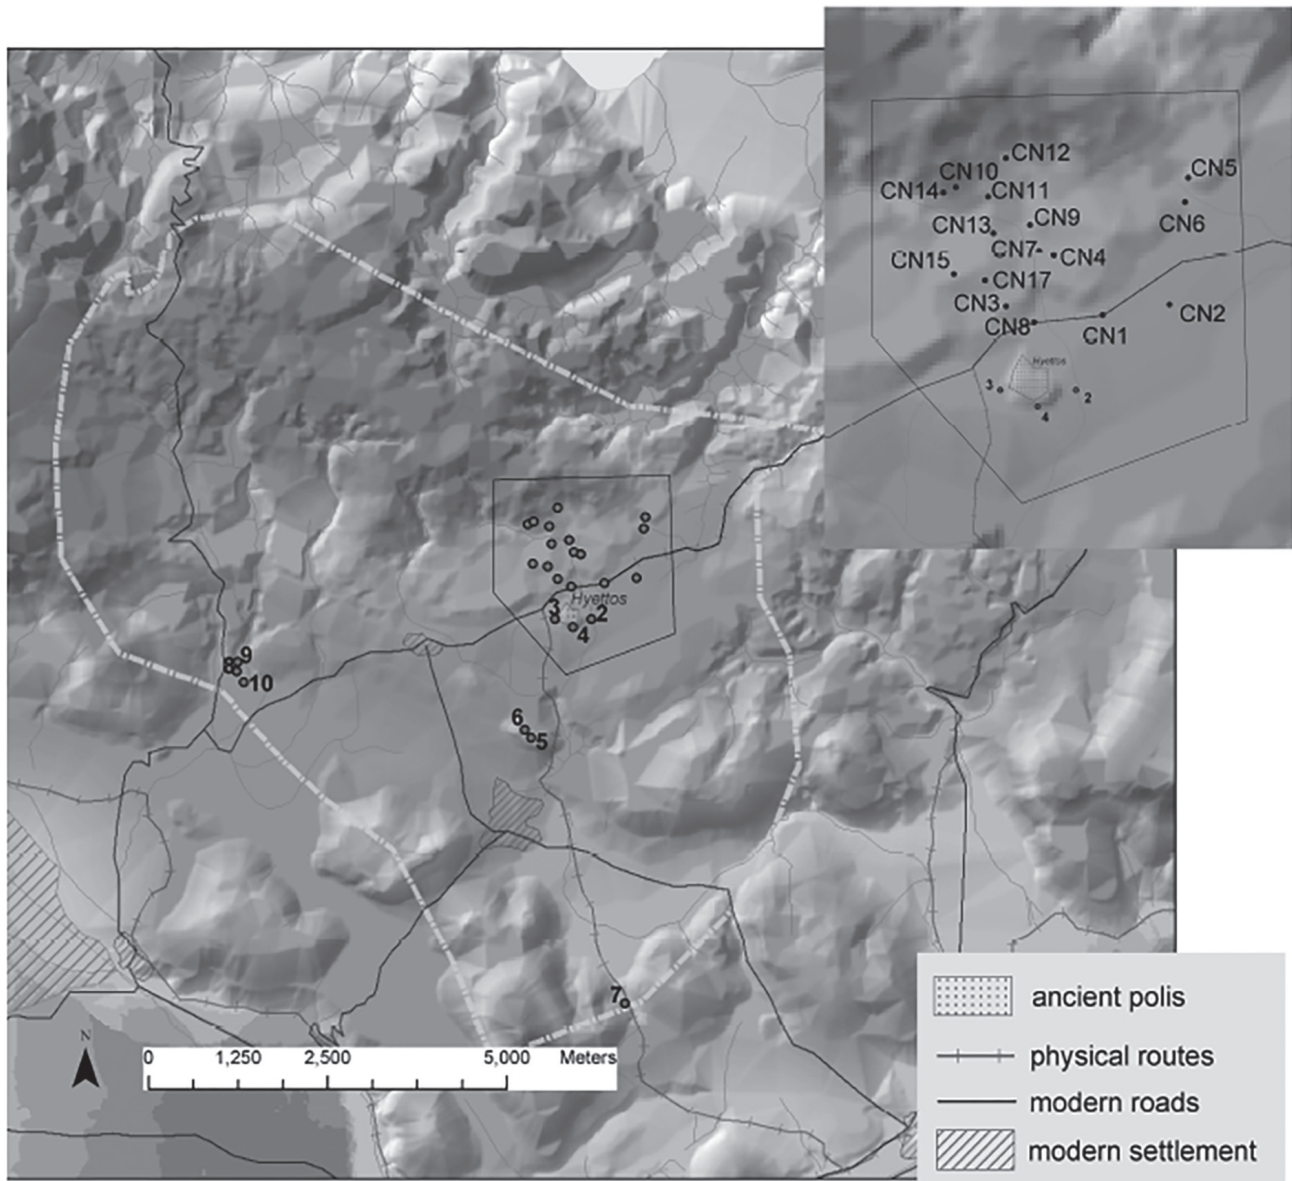 CN12
CN10
CN5
CN14
CN11
CN6
CN9
CN13
CN7
CN4
CN15
CN17
CN3
CN2
CN8
CN1
Hyettos
3
2
4
Hyettos
3
2
4
9
8
10
6
5
7
N
0 1,250 2,500 5,000 Meters
ancient polis
physical routes
modern roads
modern settlement